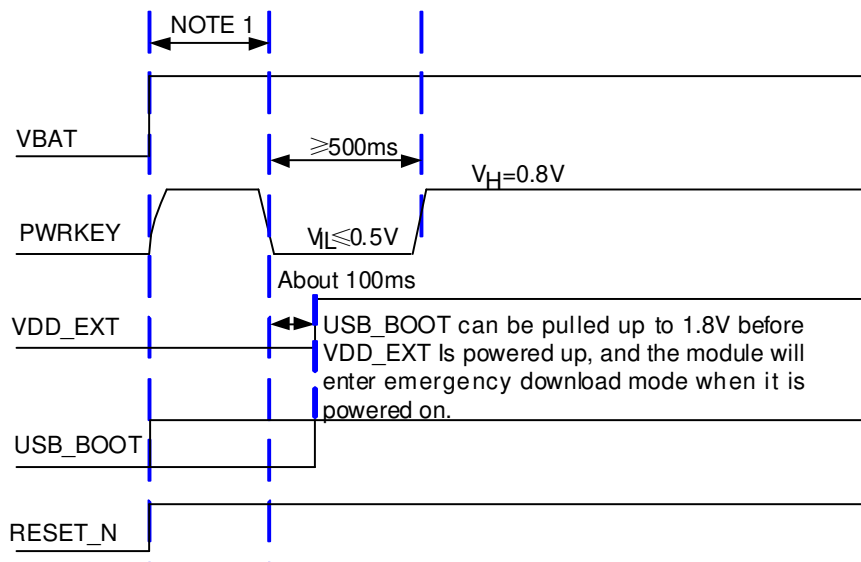 NOTE 1
VBAT
≥500ms
VH=0.8V
PWRKEY
VIL≤0.5V
About 100ms
VDD_EXT
USB_BOOT can be pulled up to 1.8V before
VDD_EXT Is powered up, and the module will
enter emergency download mode when it is
powered on.
USB_BOOT
RESET_N